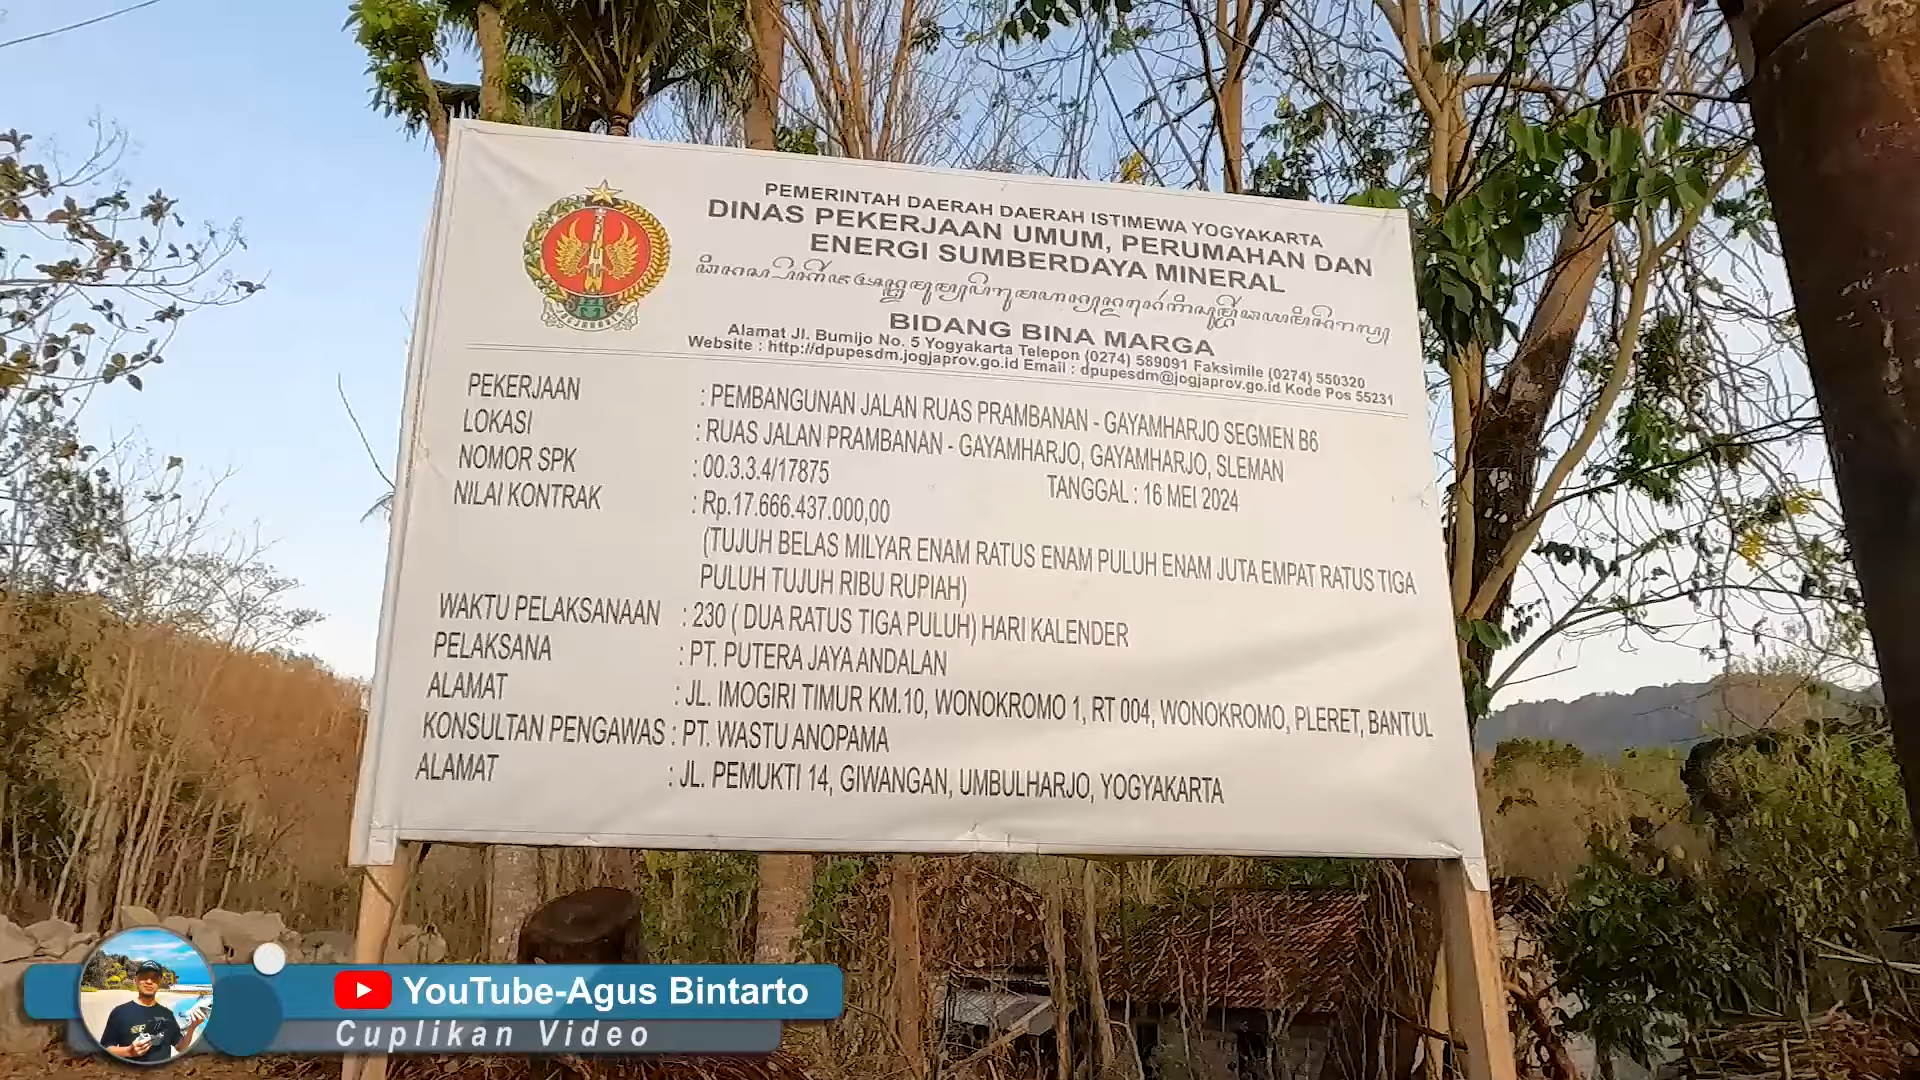 PEMERINTAH DAERAH DAERAH ISTIMEWA YOGYAKARTA
DINAS PEKERJAAN UMUM, PERUMAHAN DAN
ENERGI SUMBERDAYA MINERAL
BIDANG BINA MARGA
Alamat Jl. Bumijo No. 5 Yogyakarta Telepon (0274) 589091 Faksimile (0274) 550320
Website : http://dpupesdm.jogjaprov.go.id Email : dpupesdm@jogjaprov.go.id Kode Pos 55231
PEKERJAAN : PEMBANGUNAN JALAN RUAS PRAMBANAN - GAYAMHARJO SEGMEN B6
LOKASI : RUAS JALAN PRAMBANAN - GAYAMHARJO, GAYAMHARJO, SLEMAN
NOMOR SPK : 00.3.3.4/17875 TANGGAL : 16 MEI 2024
NILAI KONTRAK : Rp.17.666.437.000,00
(TUJUH BELAS MILYAR ENAM RATUS ENAM PULUH ENAM JUTA EMPAT RATUS TIGA
PULUH TUJUH RIBU RUPIAH)
WAKTU PELAKSANAAN : 230 ( DUA RATUS TIGA PULUH) HARI KALENDER
PELAKSANA : PT. PUTERA JAYA ANDALAN
ALAMAT : JL. IMOGIRI TIMUR KM.10, WONOKROMO 1, RT 004, WONOKROMO, PLERET, BANTUL
KONSULTAN PENGAWAS : PT. WASTU ANOPAMA
ALAMAT : JL. PEMUKTI 14, GIWANGAN, UMBULHARJO, YOGYAKARTA
YouTube-Agus Bintarto
Cuplikan Video